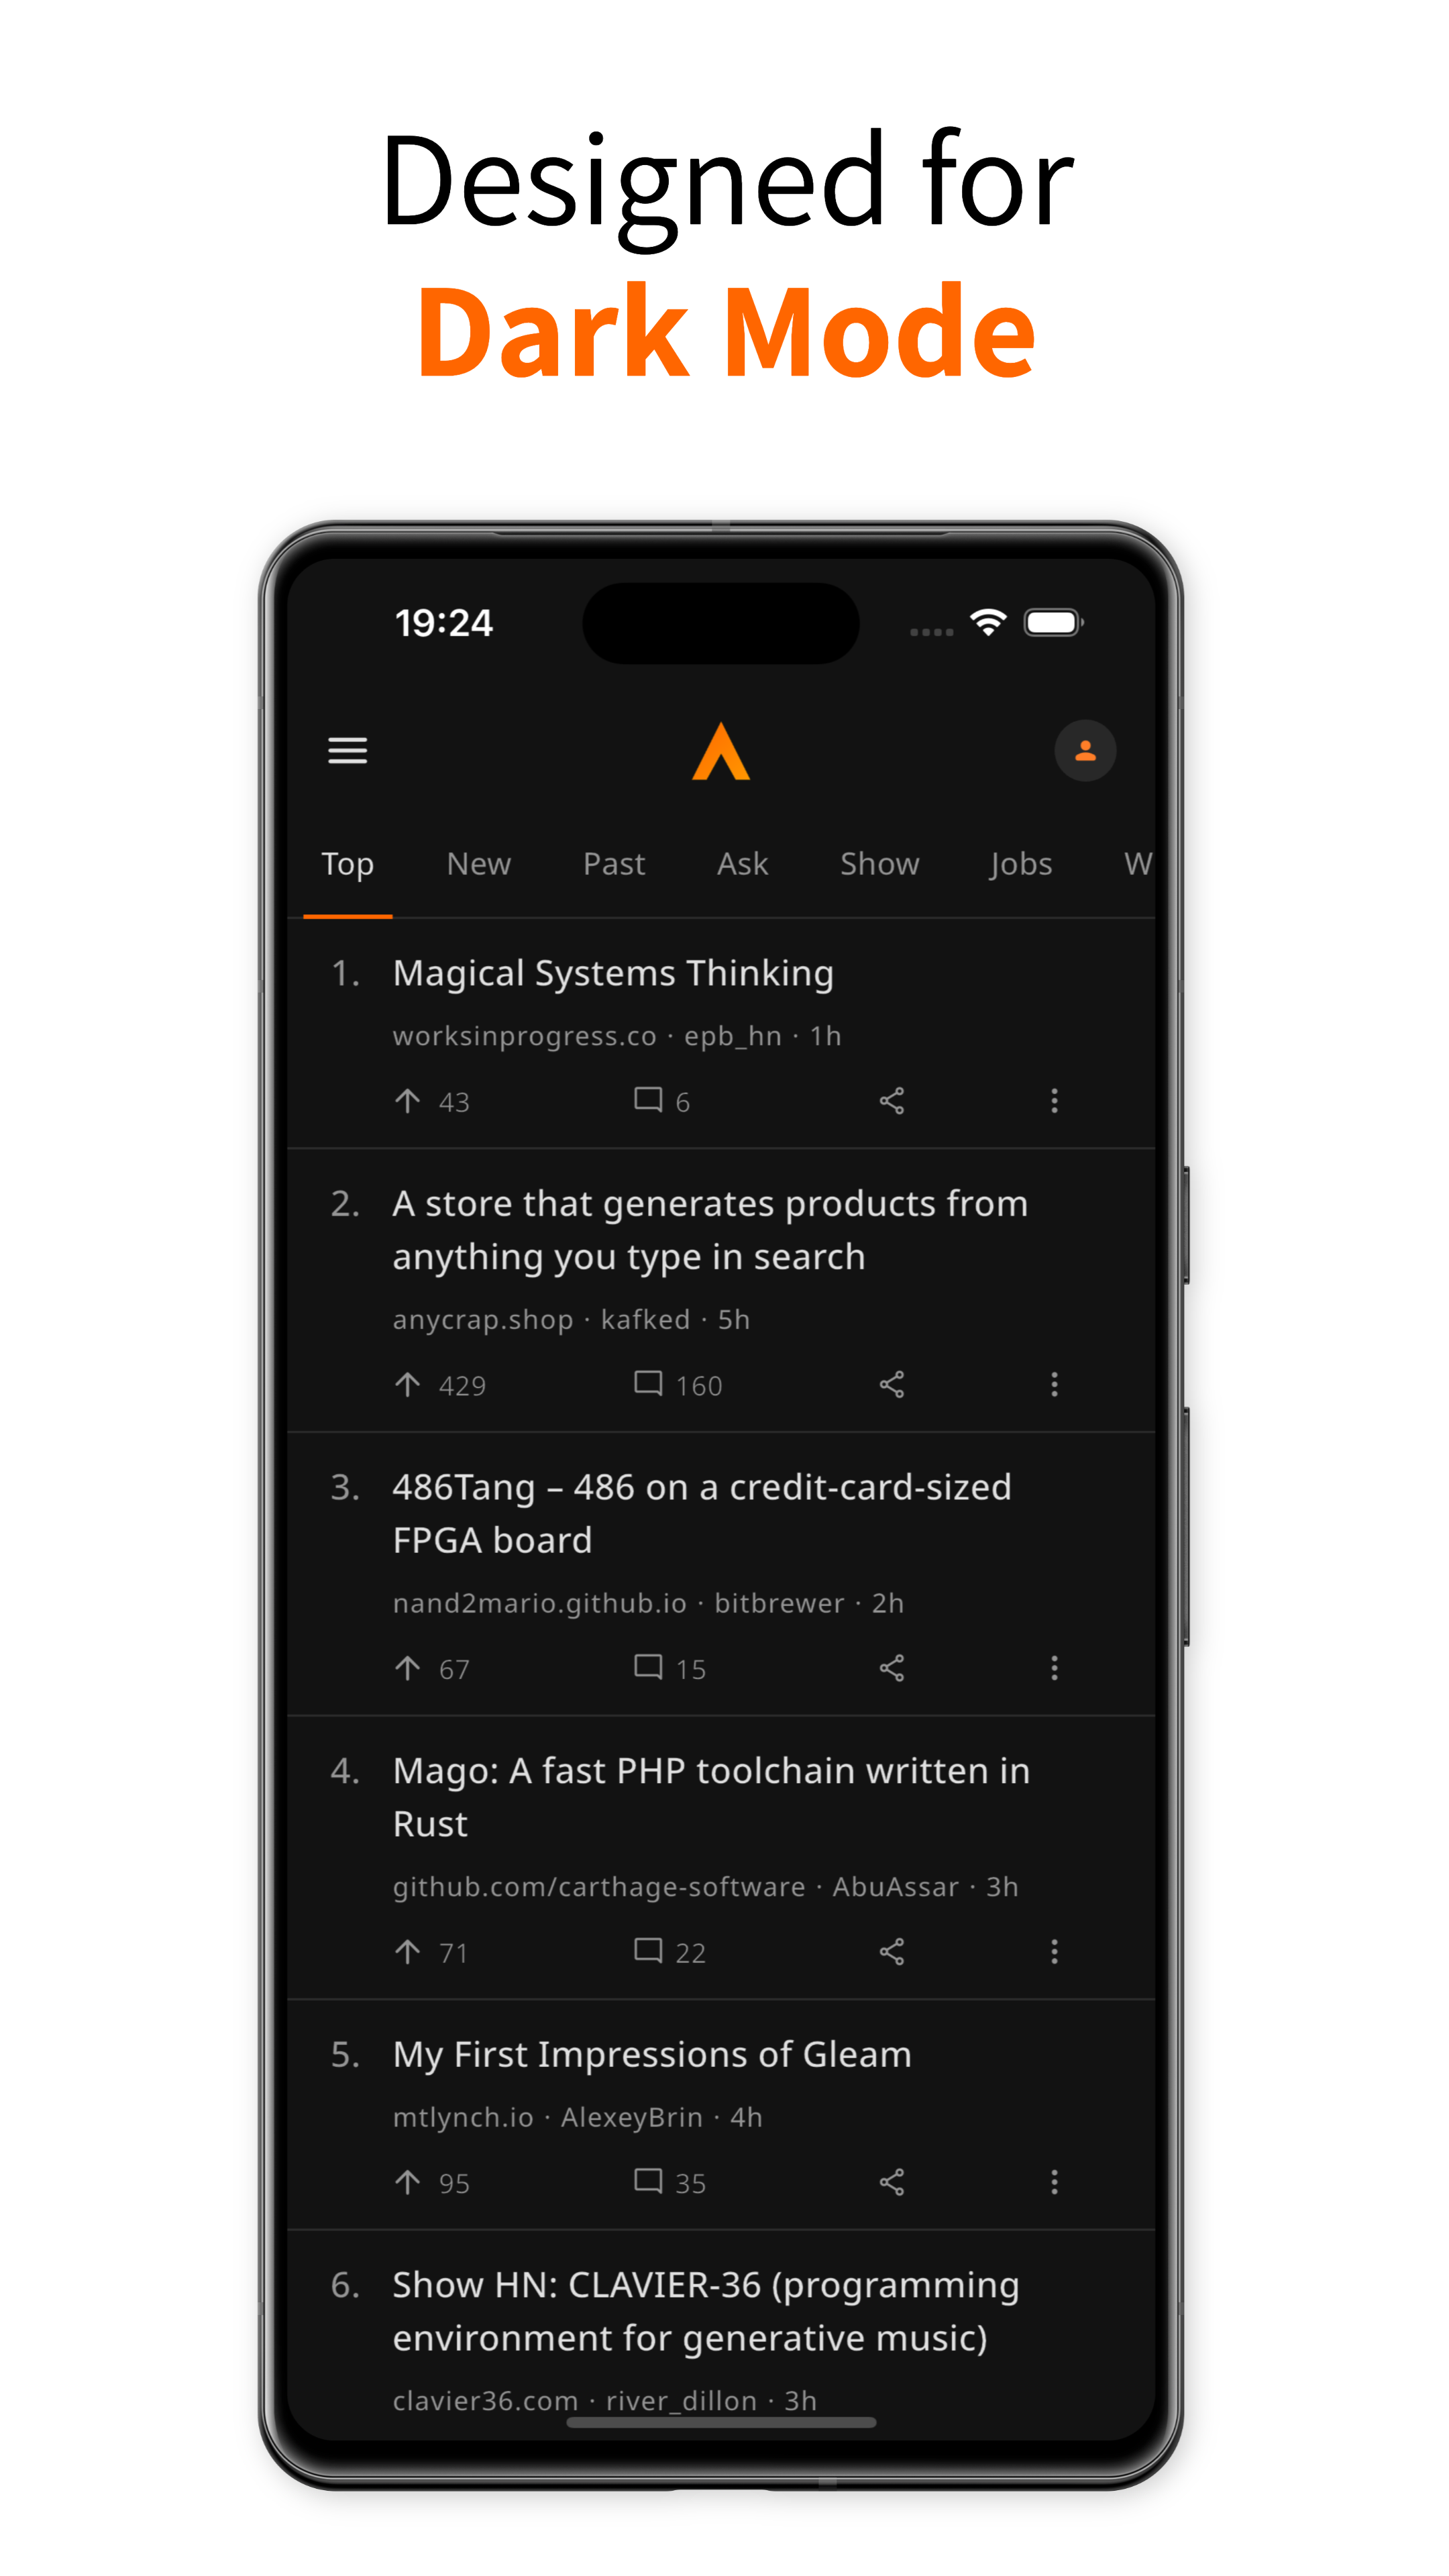 Designed for
Dark Mode
19:24
Top New Past Ask Show Jobs W
1. Magical Systems Thinking
worksinprogress.co · epb_hn · 1h
43 6
2. A store that generates products from
anything you type in search
anycrap.shop · kafked · 5h
429 160
3. 486Tang – 486 on a credit-card-sized
FPGA board
nand2mario.github.io · bitbrewer · 2h
67 15
4. Mago: A fast PHP toolchain written in
Rust
github.com/carthage-software · AbuAssar · 3h
71 22
5. My First Impressions of Gleam
mtlynch.io · AlexeyBrin · 4h
95 35
6. Show HN: CLAVIER-36 (programming
environment for generative music)
clavier36.com · river_dillon · 3h